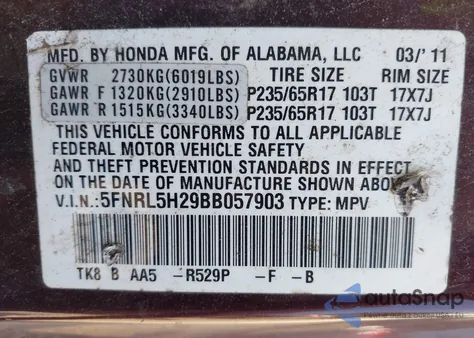 MFD. BY HONDA MFG. OF ALABAMA, LLC 03/'11
GVWR 2730KG(6019LBS) TIRE SIZE RIM SIZE
GAWR F 1320KG(2910LBS) P235/65R17 103T 17X7J
GAWR R 1515KG(3340LBS) P235/65R17 103T 17X7J
THIS VEHICLE CONFORMS TO ALL APPLICABLE
FEDERAL MOTOR VEHICLE SAFETY
AND THEFT PREVENTION STANDARDS IN EFFECT
ON THE DATE OF MANUFACTURE SHOWN ABOVE.
V.I.N.:5FNRL5H29BB057903 TYPE: MPV
TK8 B AA5 -R529P -F -B
autoSnap